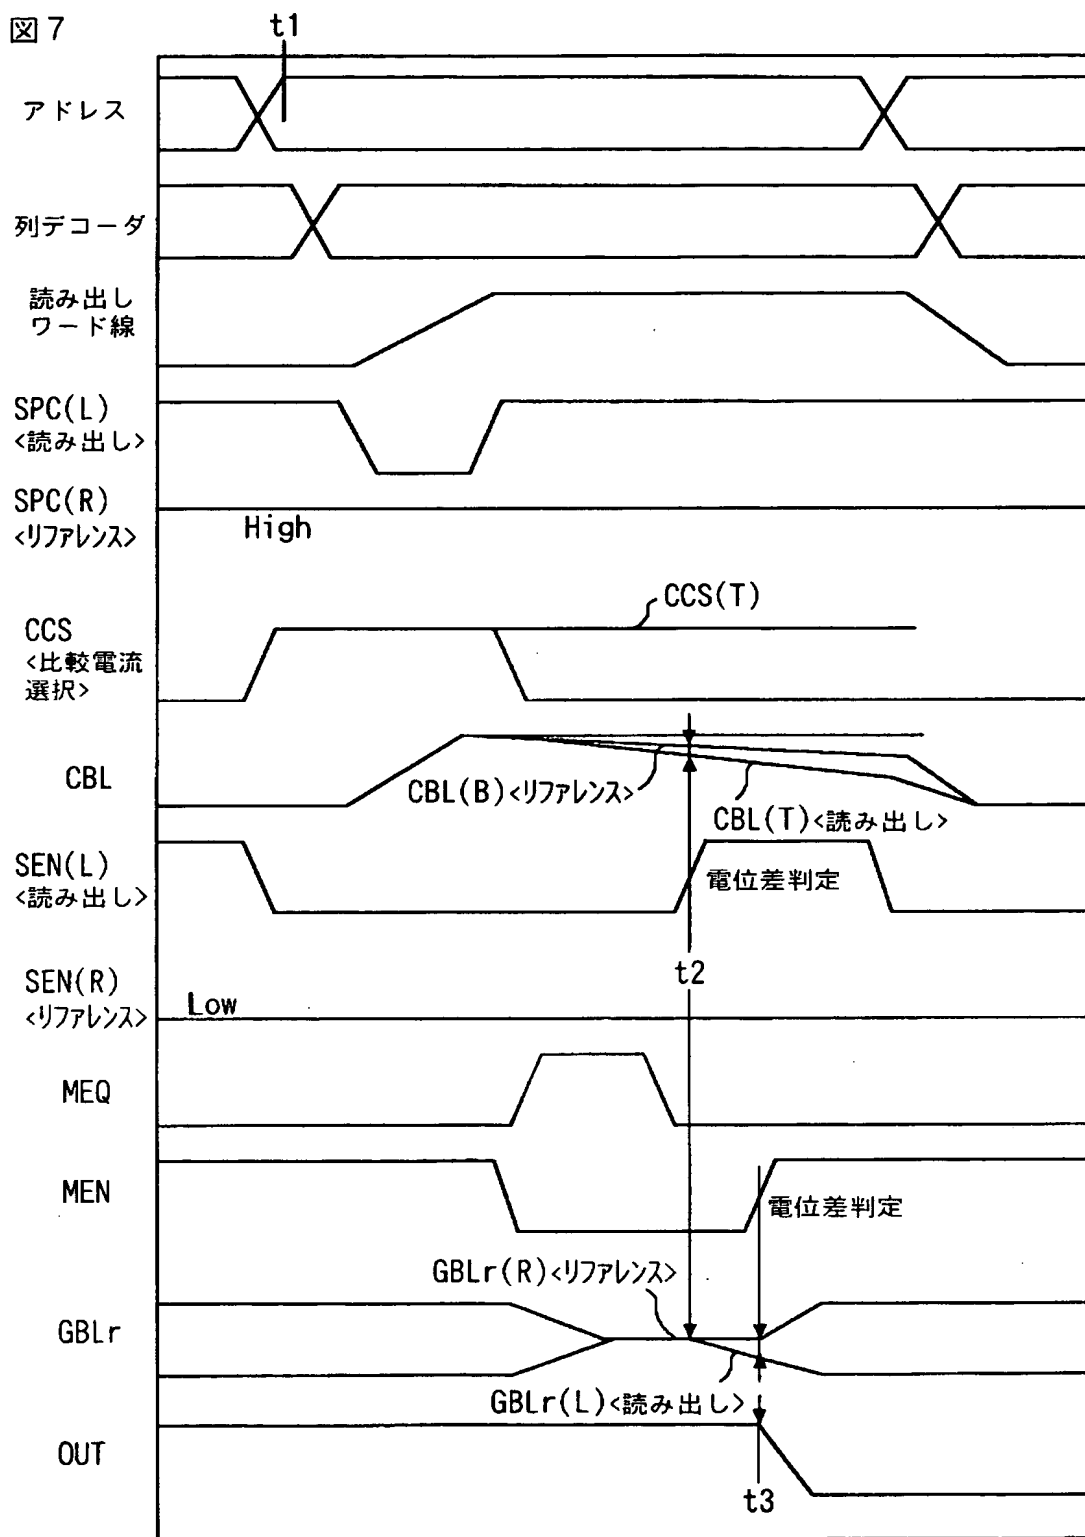 図7
t1
アドレス
列デコーダ
読み出し
ワード線
SPC(L)
<読み出し>
SPC(R)
<リファレンス>
High
CCS(T)
CCS
<比較電流
選択>
CBL
CBL(B)<リファレンス>
CBL(T)<読み出し>
SEN(L)
<読み出し>
電位差判定
t2
SEN(R)
<リファレンス>
Low
MEQ
MEN
電位差判定
GBLr(R)<リファレンス>
GBLr
GBLr(L)<読み出し>
OUT
t3